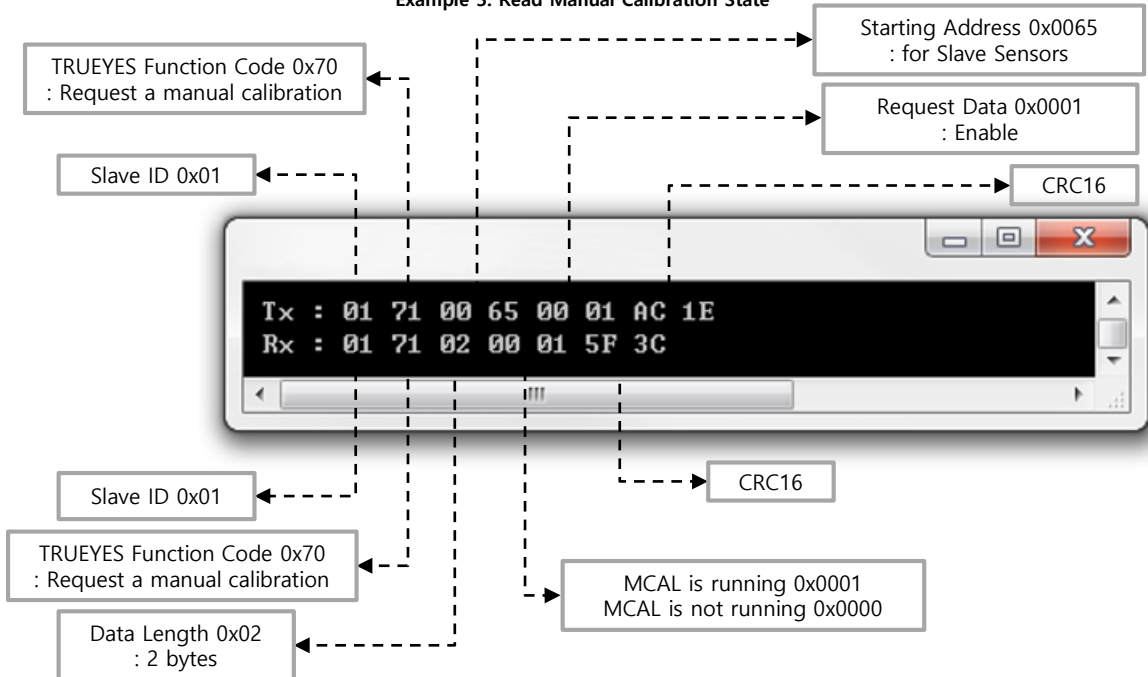 Example 5. Read Manual Calibration State
Starting Address 0x0065
: for Slave Sensors
TRUEYES Function Code 0x70
: Request a manual calibration
Request Data 0x0001
: Enable
Slave ID 0x01
CRC16
Tx : 01 71 00 65 00 01 AC 1E
Rx : 01 71 02 00 01 5F 3C
Slave ID 0x01
CRC16
TRUEYES Function Code 0x70
: Request a manual calibration
MCAL is running 0x0001
MCAL is not running 0x0000
Data Length 0x02
: 2 bytes